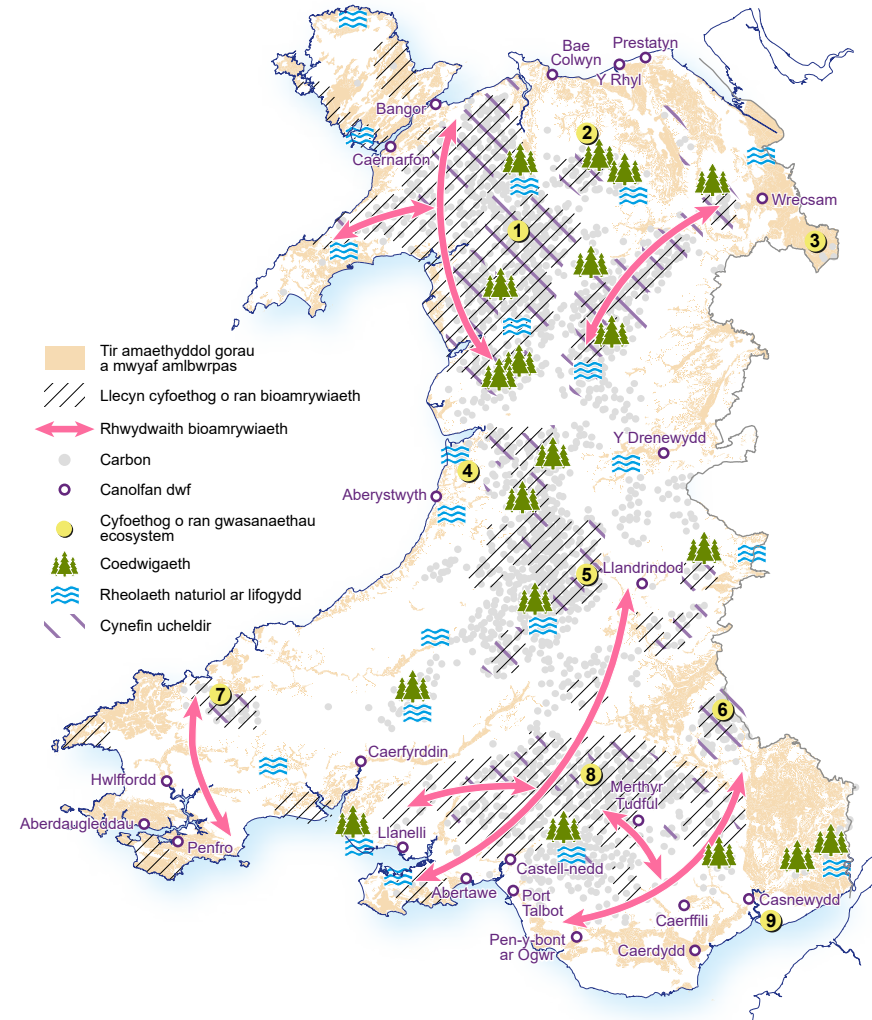 Prestatyn
Bae
Colwyn
Y Rhyl
Bangor
2
Caernarfon
Wrecsam
1
3
Tir amaethyddol gorau
a mwyaf amlbwrpas
Llecyn cyfoethog o ran bioamrywiaeth
Rhwydwaith bioamrywiaeth
Carbon
Canolfan dwf
Cyfoethog o ran gwasanaethau
ecosystem
Coedwigaeth
Rheolaeth naturiol ar lifogydd
Cynefin ucheldir
Y Drenewydd
4
Aberystwyth
5
Llandrindod
7
6
Caerfyrddin
Hwlffordd
8
Merthyr
Tudful
Aberdaugleddau
Llanelli
Penfro
Castell-nedd
Abertawe
Port
Talbot
Casnewydd
Caerffili
9
Pen-y-bont
ar Ogwr
Caerdydd